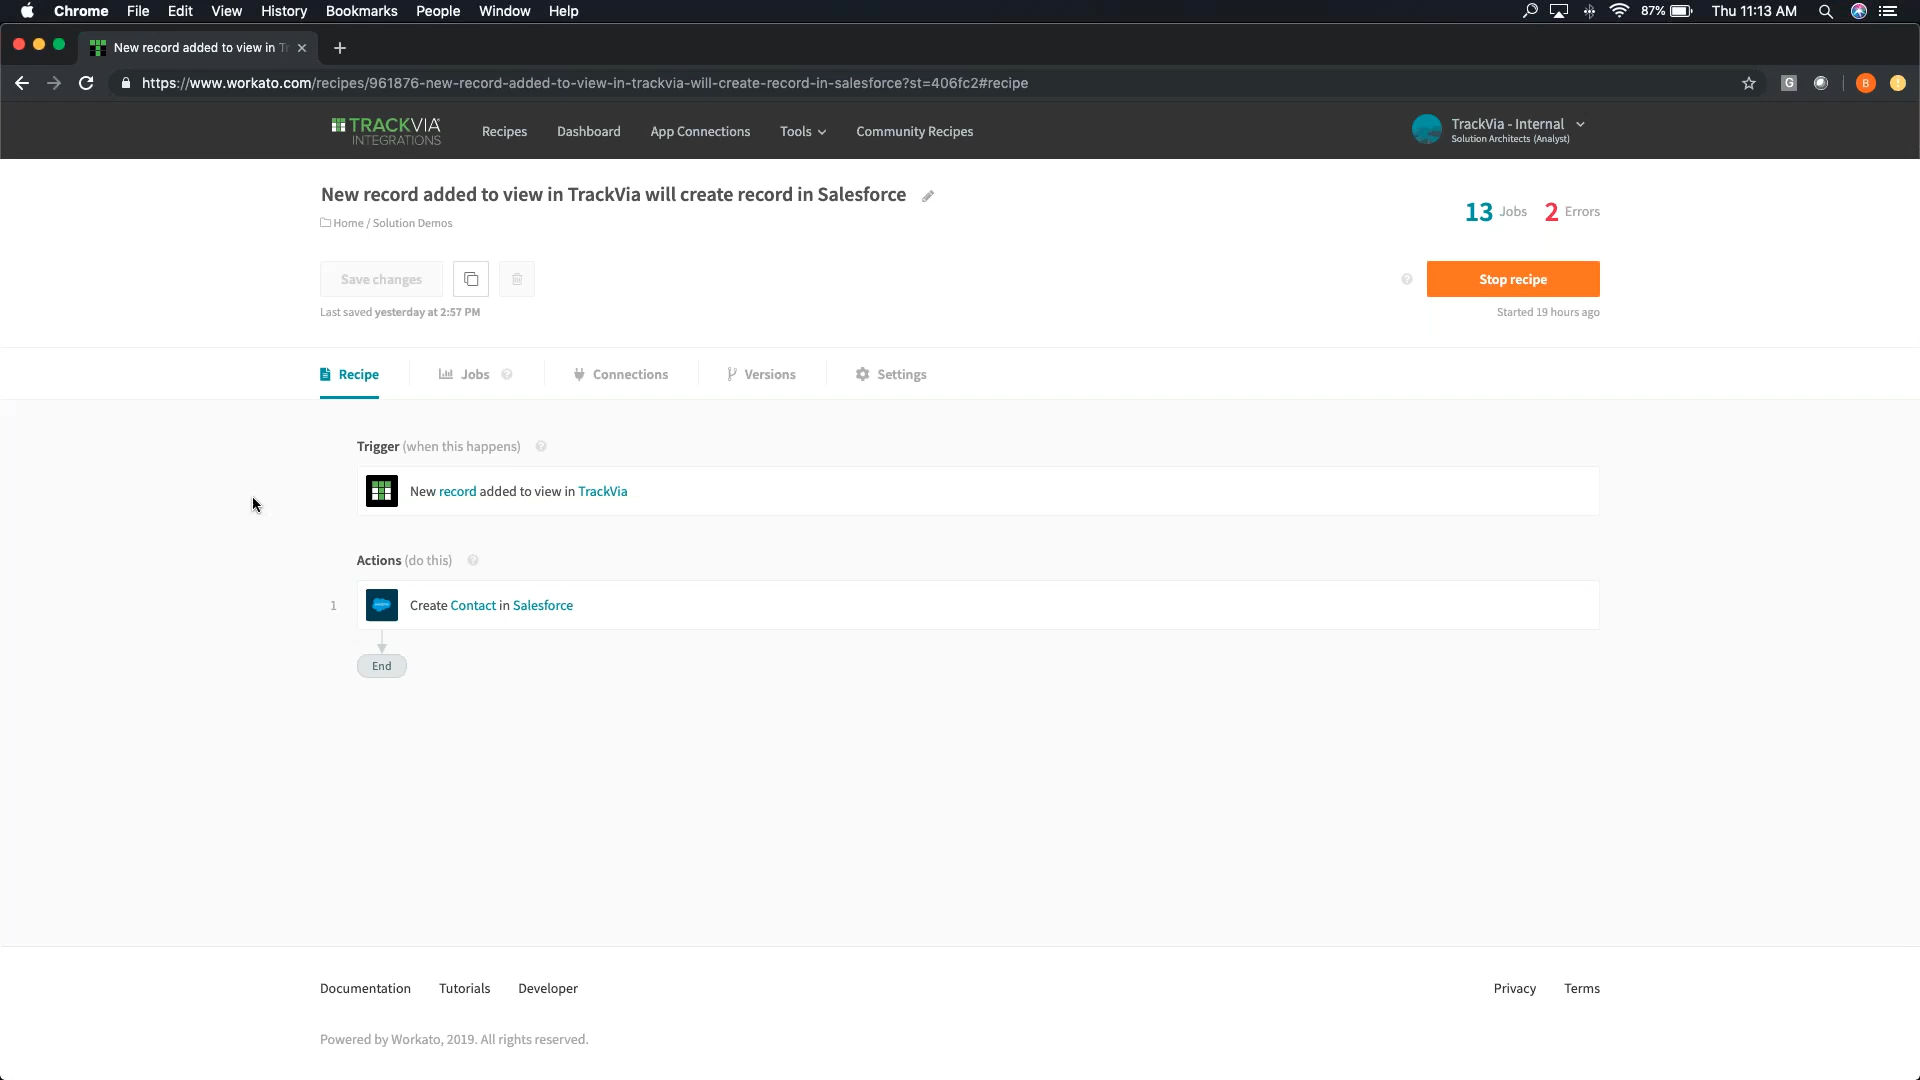 Chrome File Edit View History Bookmarks People Window Help 87% Thu 11:13 AM
New record added to view in Tr
https://www.workato.com/recipes/961876-new-record-added-to-view-in-trackvia-will-create-record-in-salesforce?st=406fc2#recipe
G B
TRACKVIA
INTEGRATIONS
Recipes Dashboard App Connections Tools Community Recipes
TrackVia - Internal
Solution Architects (Analyst)
New record added to view in TrackVia will create record in Salesforce
Home / Solution Demos
13 Jobs 2 Errors
Save changes
Stop recipe
Last saved yesterday at 2:57 PM
Started 19 hours ago
Recipe Jobs Connections Versions Settings
Trigger (when this happens)
New record added to view in TrackVia
Actions (do this)
1 Create Contact in Salesforce
End
Documentation Tutorials Developer Privacy Terms
Powered by Workato, 2019. All rights reserved.